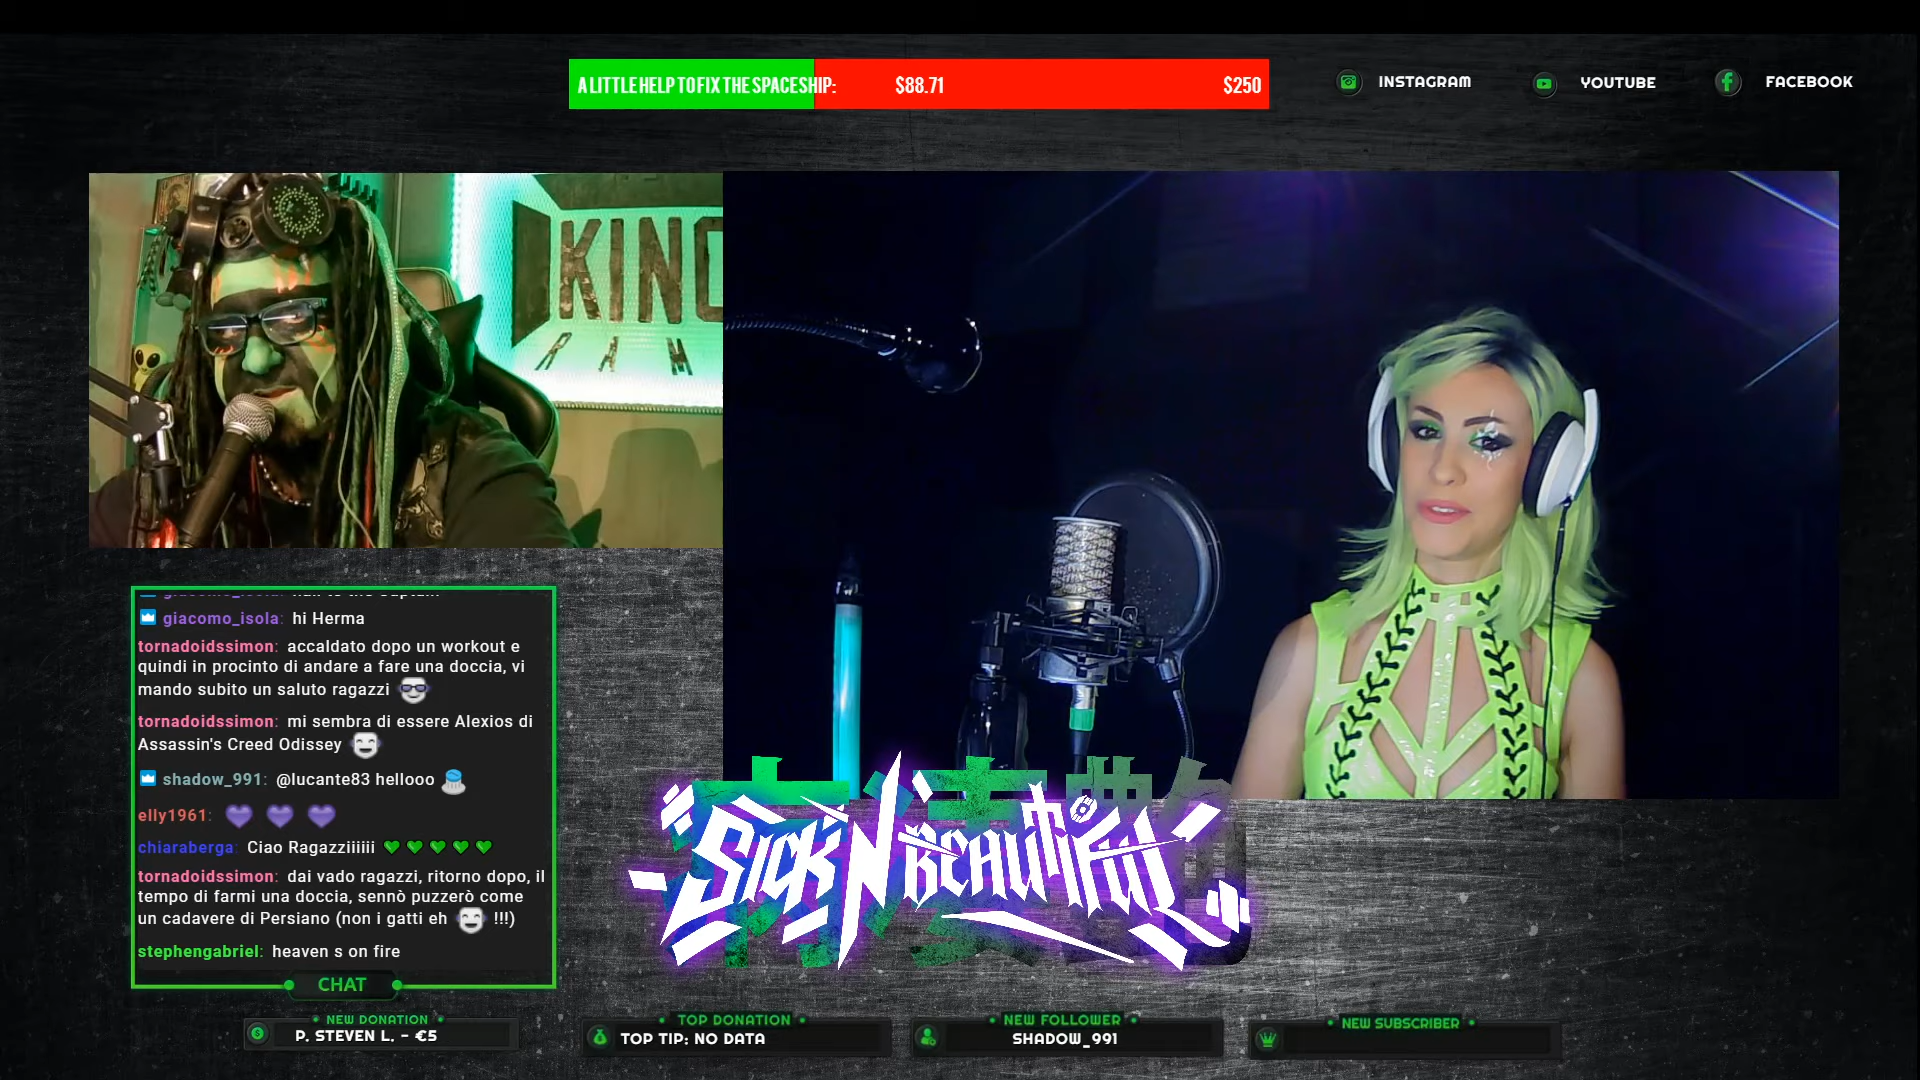 A LITTLE HELP TO FIX THE SPACESHIP: $88.71 $250
INSTAGRAM
YOUTUBE
FACEBOOK
KING
RAM
giacomo_isola: hi Herma
tornadoidssimon: accaldato dopo un workout e
quindi in procinto di andare a fare una doccia, vi
mando subito un saluto ragazzi
tornadoidssimon: mi sembra di essere Alexios di
Assassin's Creed Odissey
shadow_991: @lucante83 hellooo
elly1961:
chiaraberga: Ciao Ragazziiiiii
tornadoidssimon: dai vado ragazzi, ritorno dopo, il
tempo di farmi una doccia, sennò puzzerò come
un cadavere di Persiano (non i gatti eh !!!)
stephengabriel: heaven s on fire
CHAT
SICK N BEAUTIFUL
NEW DONATION
P. STEVEN L. - €5
TOP DONATION
TOP TIP: NO DATA
NEW FOLLOWER
SHADOW_991
NEW SUBSCRIBER